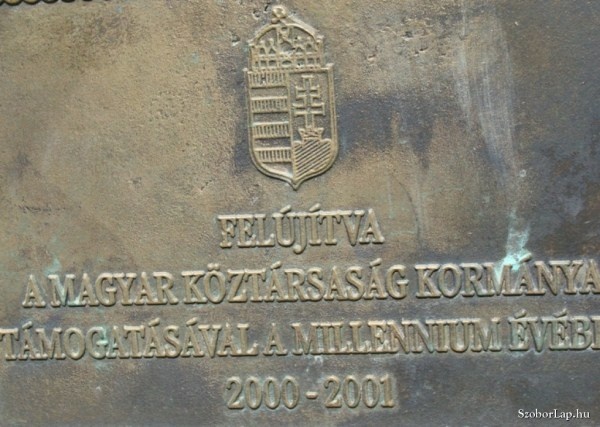 FELÚJÍTVA
A MAGYAR KÖZTÁRSASÁG KORMÁNYA
TÁMOGATÁSÁVAL A MILLENNIUM ÉVÉB
2000 - 2001
SzoborLap.hu